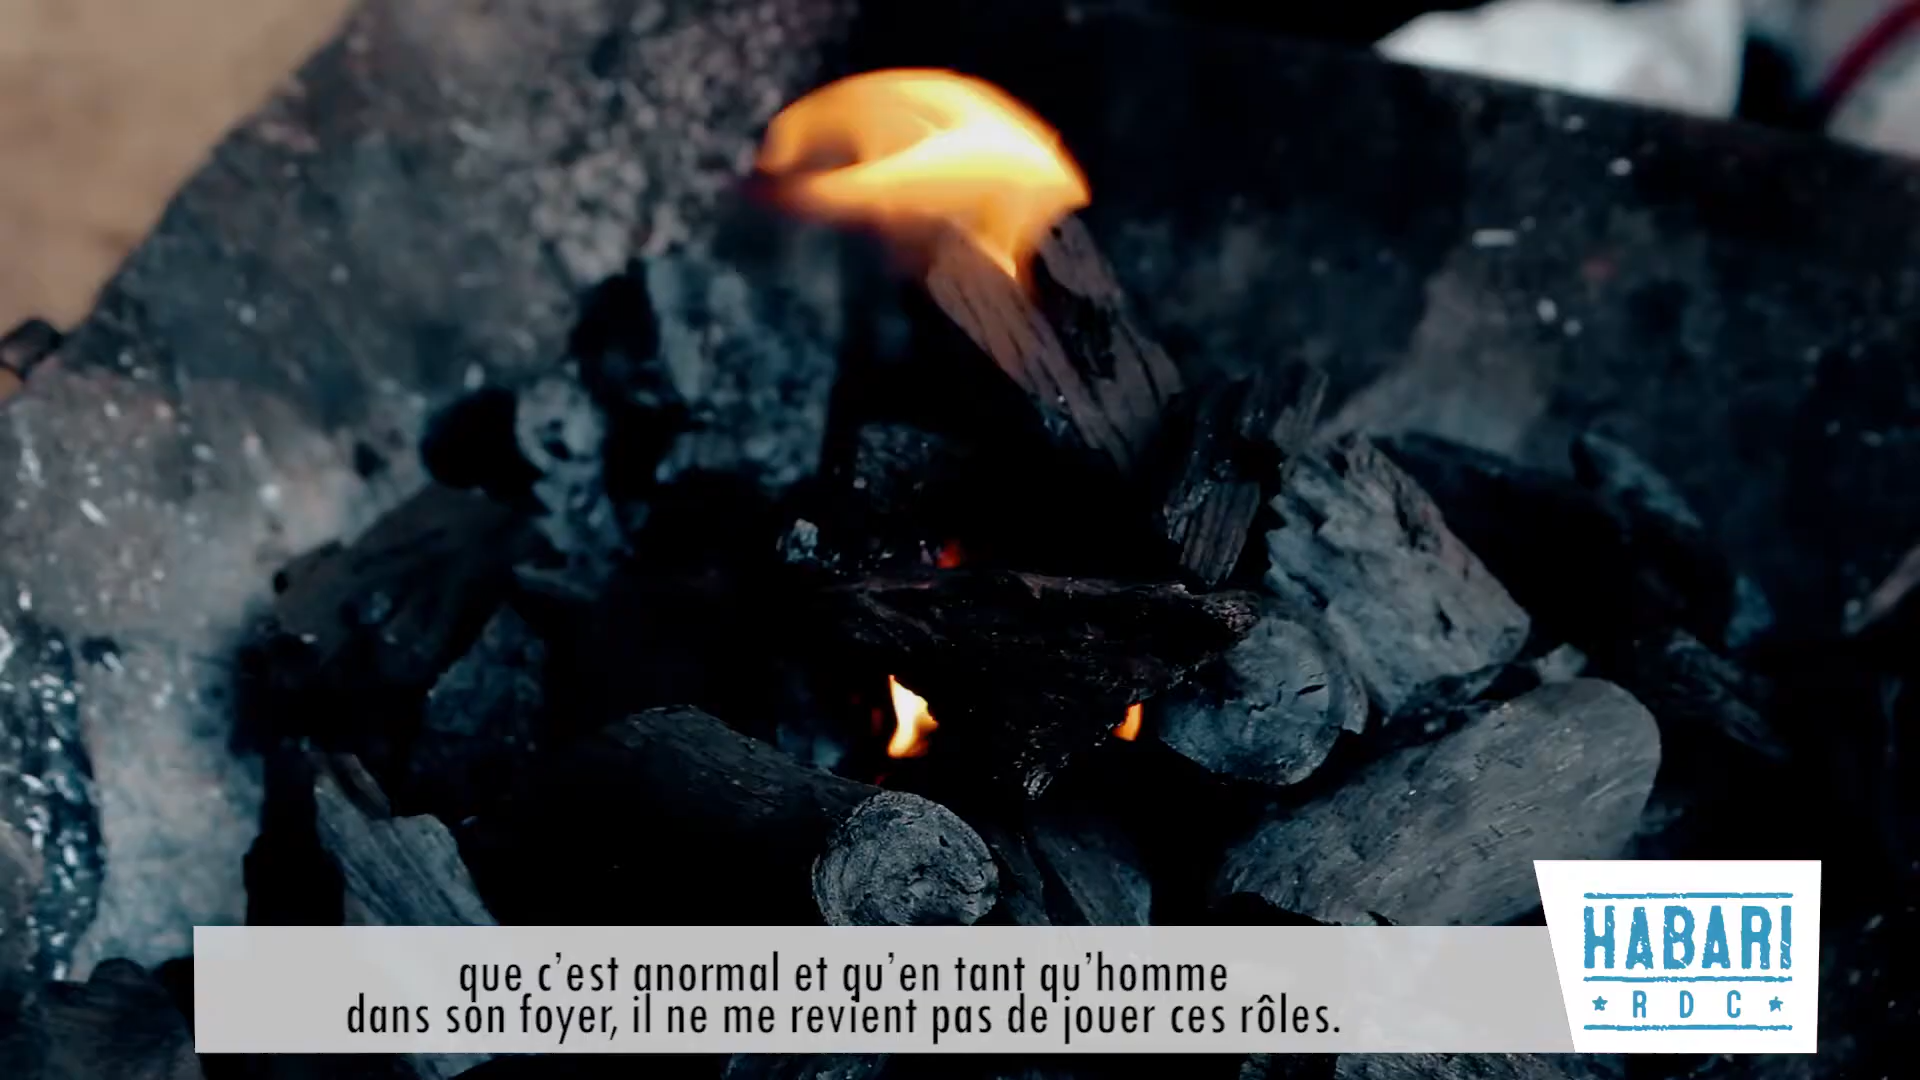 que c’est anormal et qu’en tant qu’homme
dans son foyer, il ne me revient pas de jouer ces rôles.
HABARI
RDC